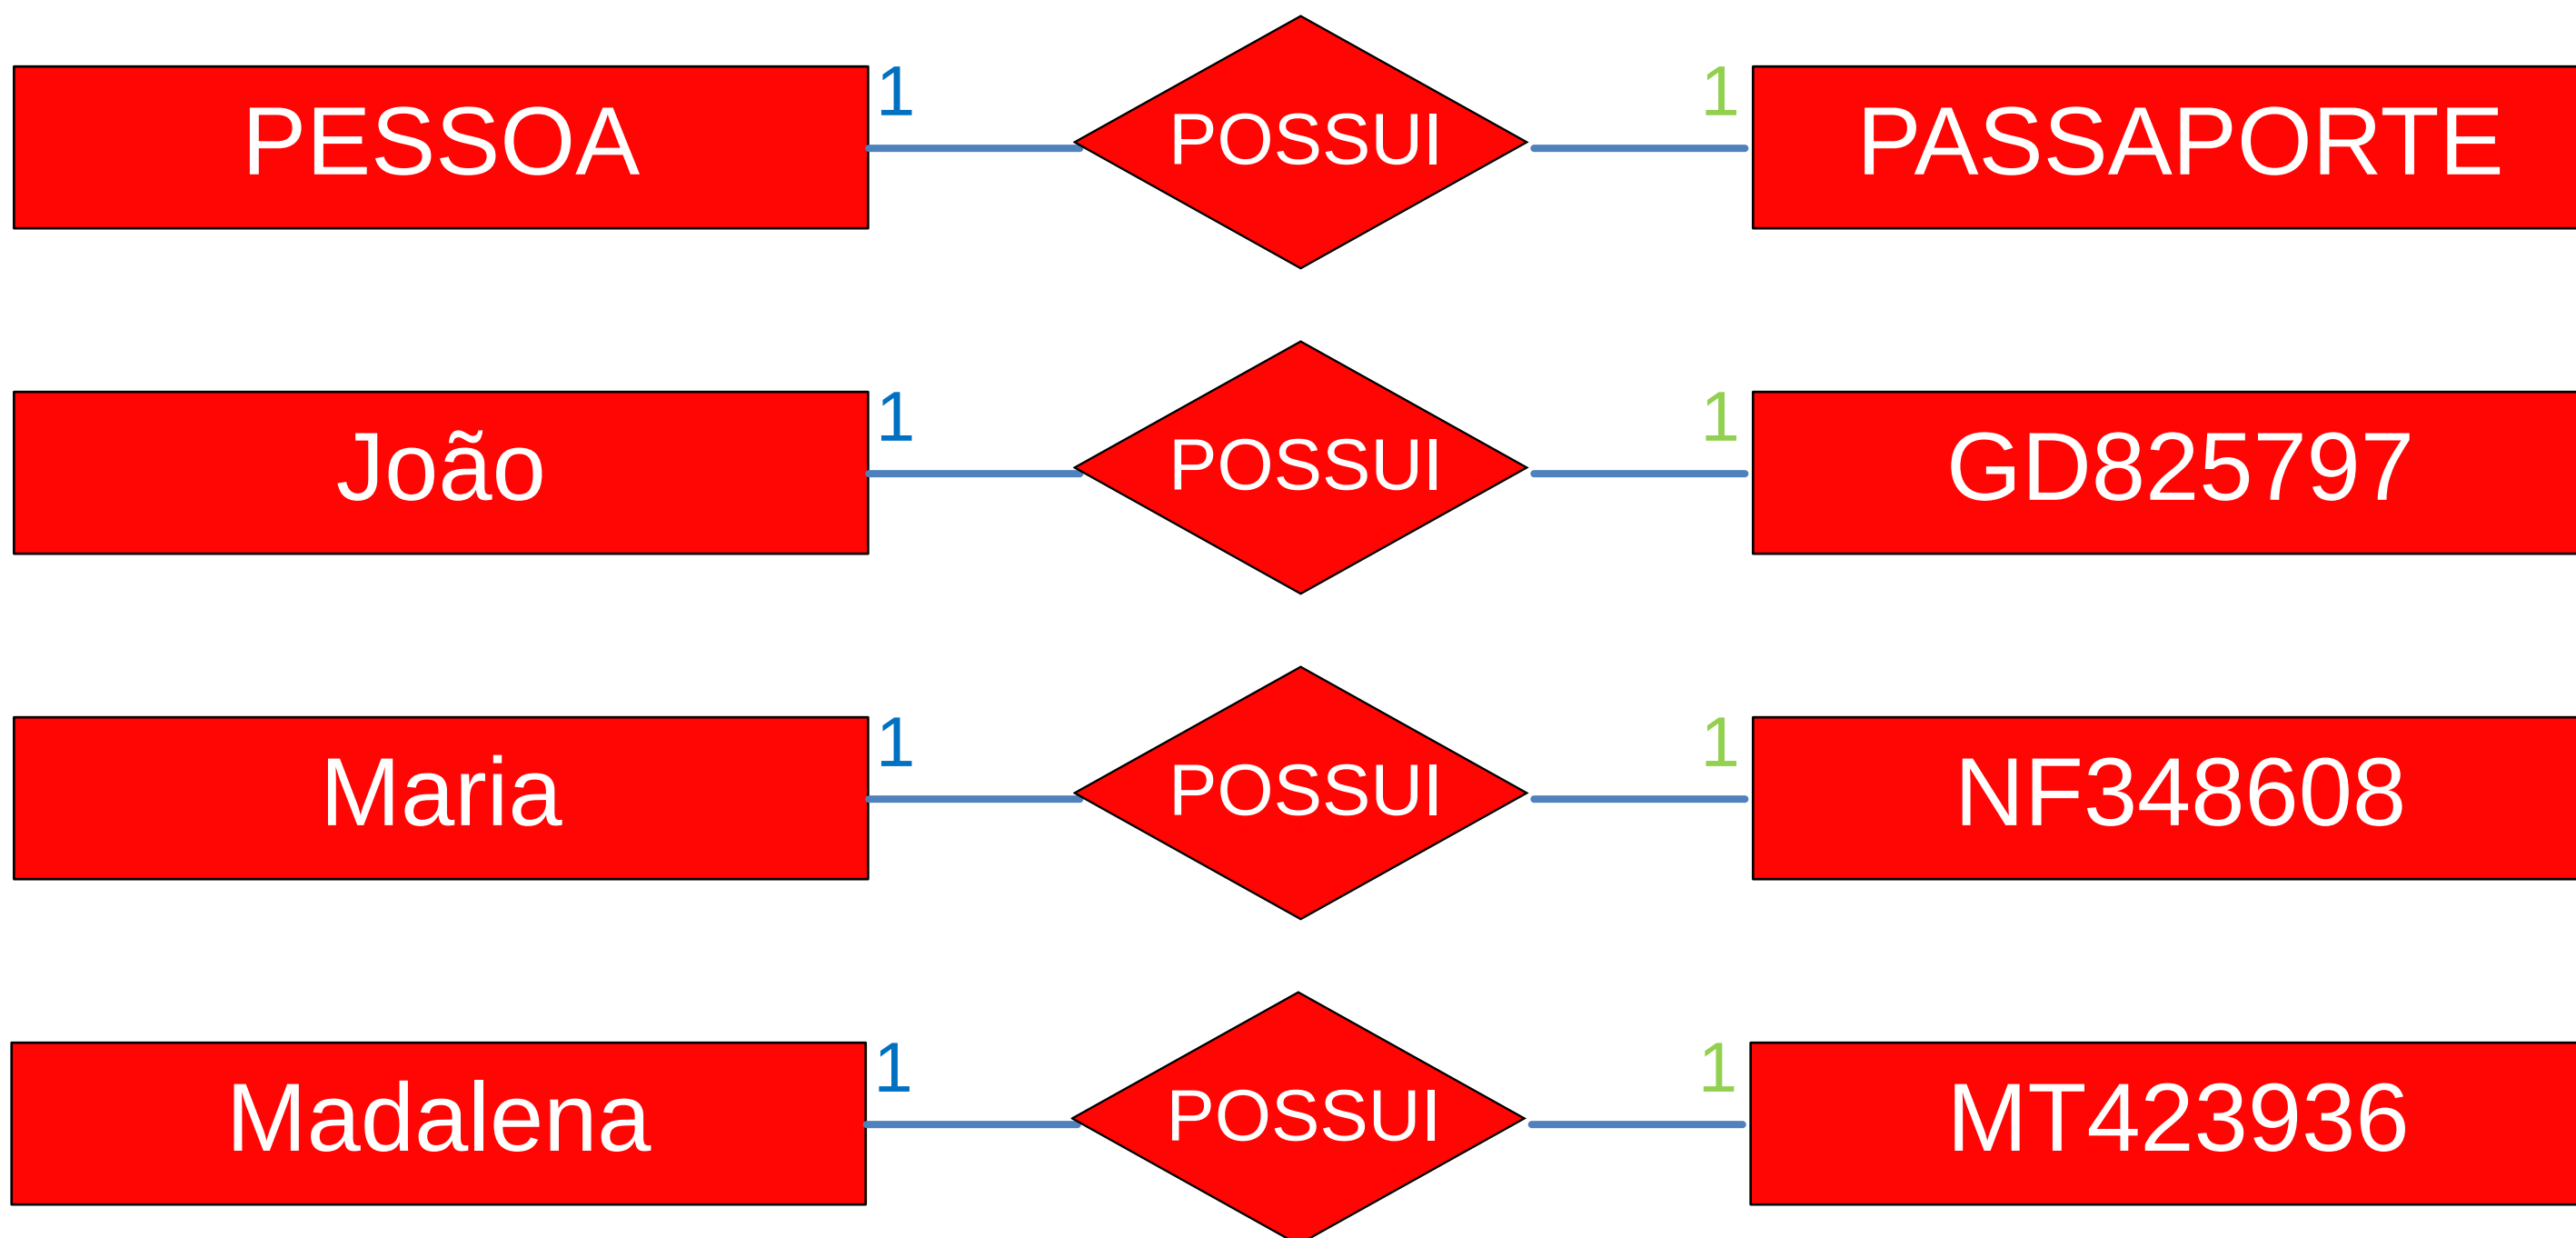 PESSOA 1 POSSUI 1 PASSAPORTE
João 1 POSSUI 1 GD825797
Maria 1 POSSUI 1 NF348608
Madalena 1 POSSUI 1 MT423936